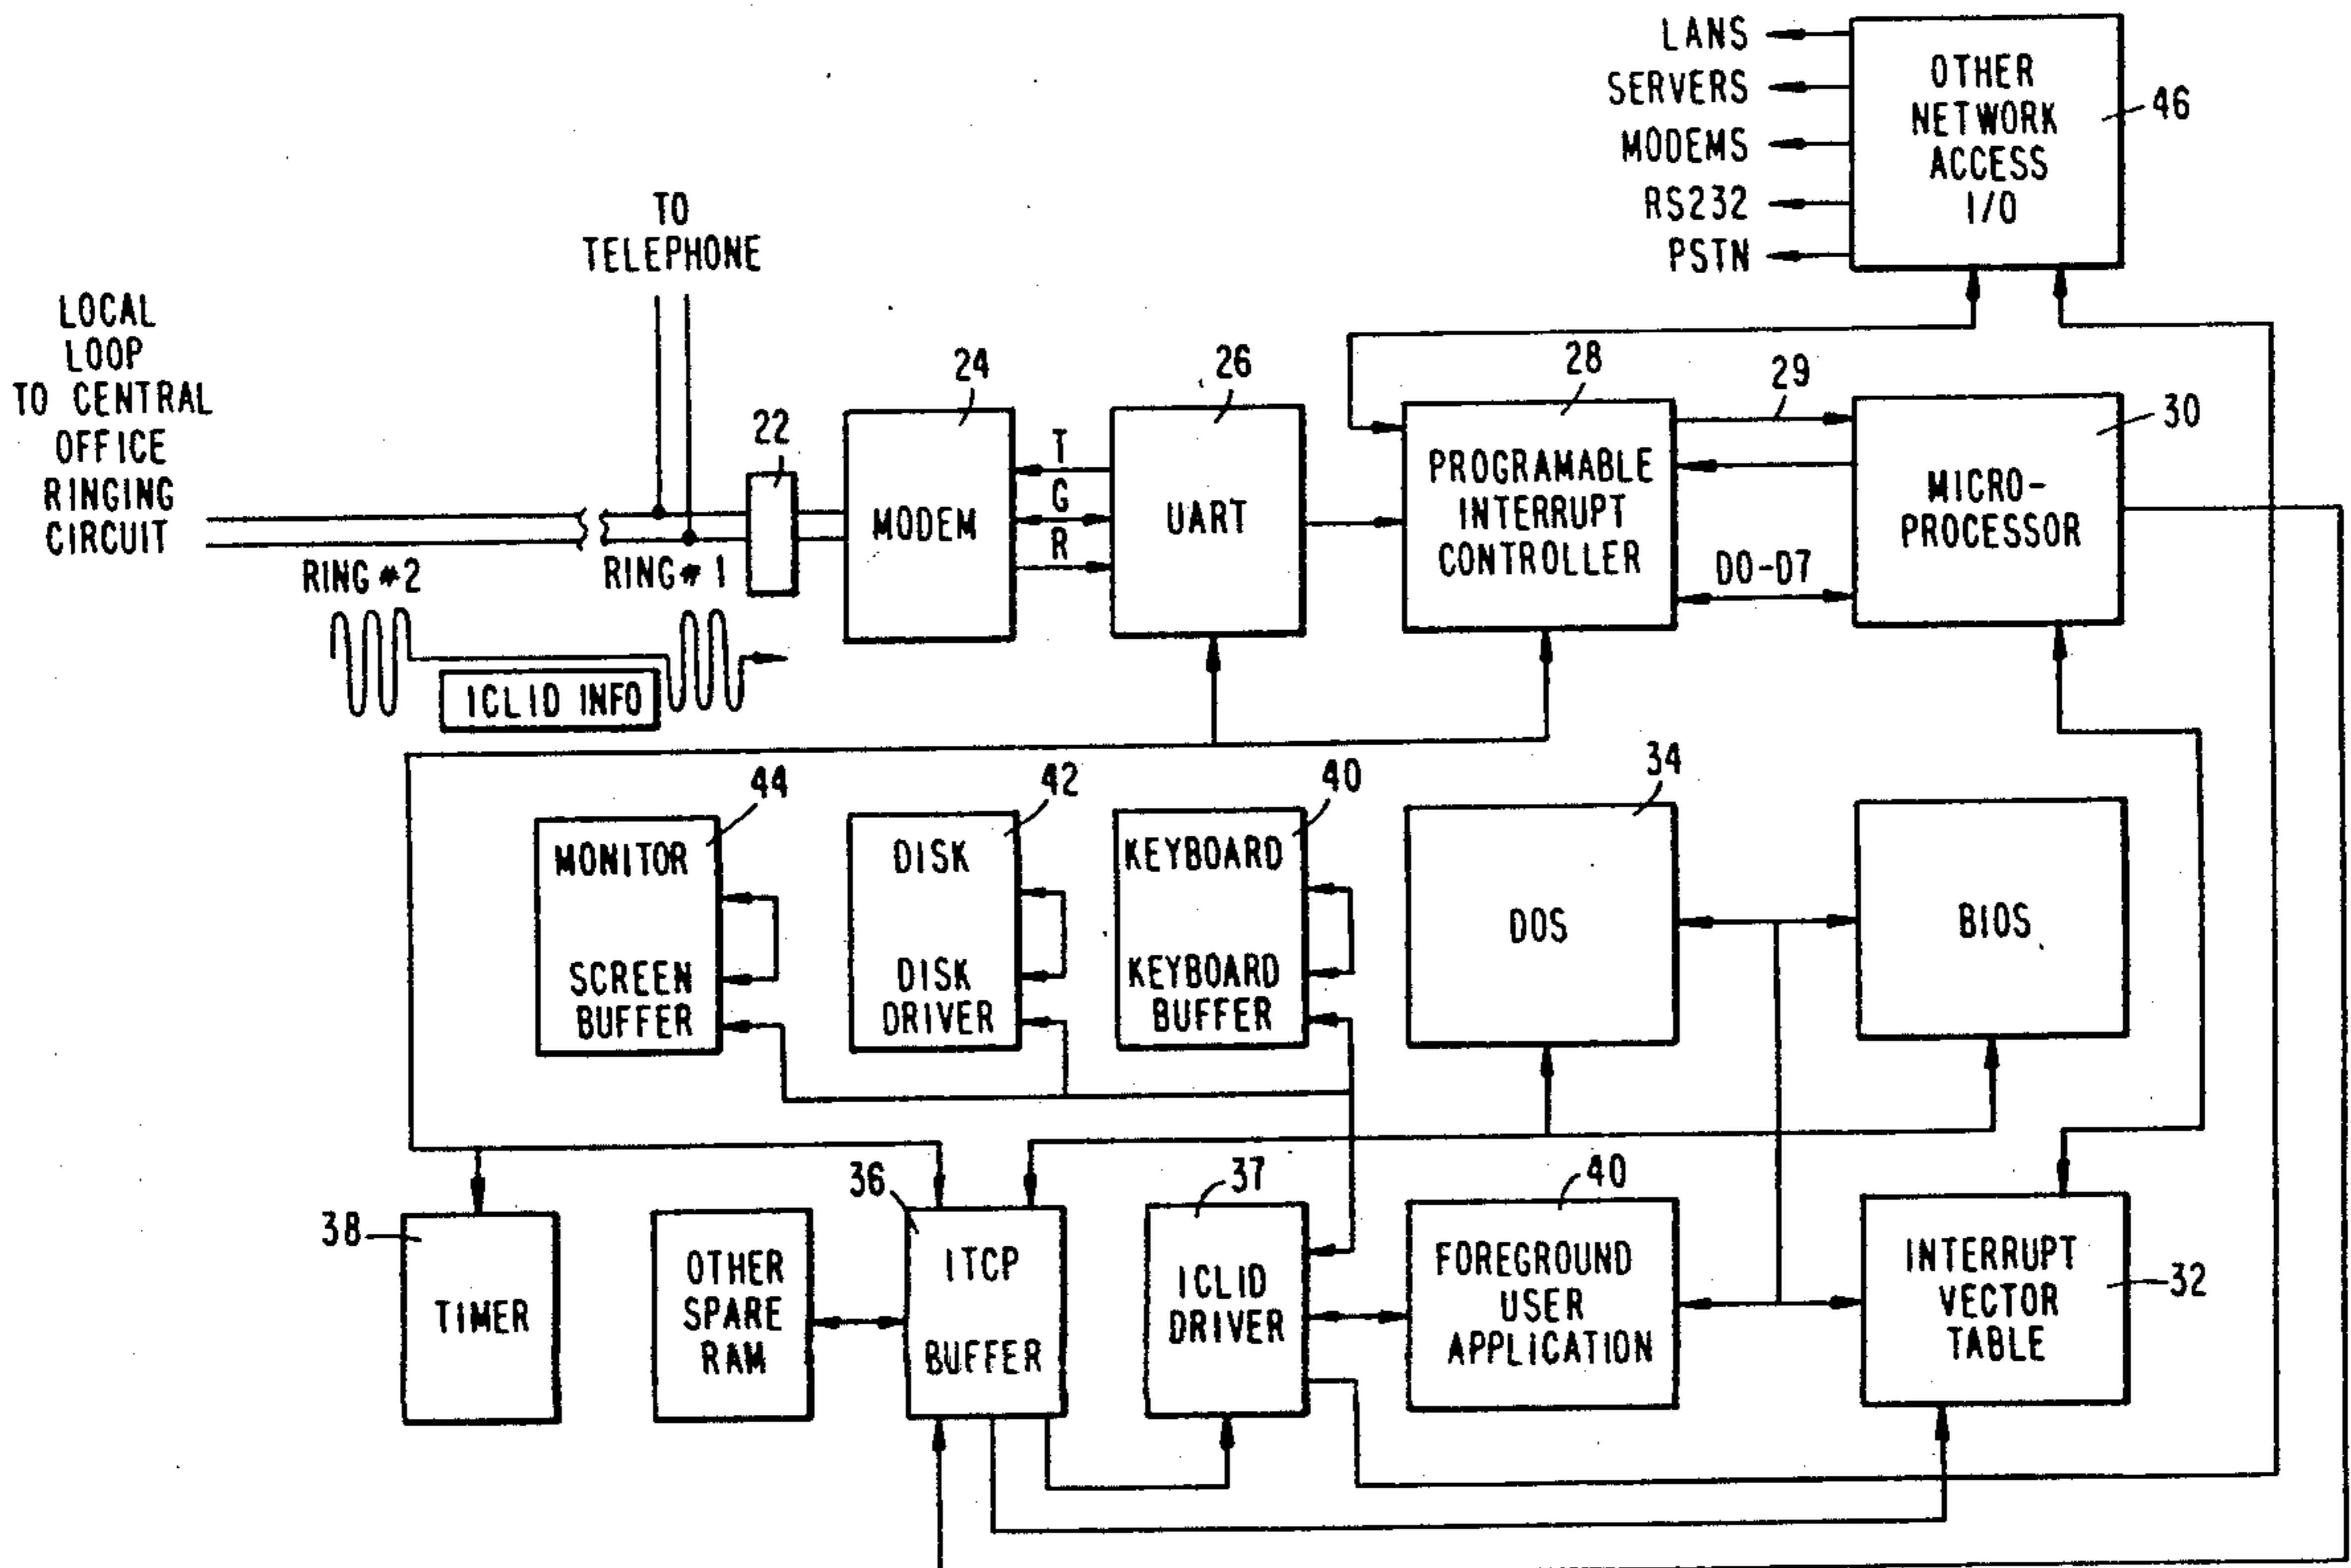 LANS
SERVERS
MODEMS
RS232
PSTN
OTHER
NETWORK
ACCESS
I/O
46
TO
TELEPHONE
LOCAL
LOOP
TO CENTRAL
OFFICE
RINGING
CIRCUIT
RING #2
RING # 1
ICLID INFO
22
24
MODEM
T
G
R
26
UART
28
PROGRAMABLE
INTERRUPT
CONTROLLER
29
D0-D7
30
MICRO-
PROCESSOR
44
MONITOR
SCREEN
BUFFER
42
DISK
DISK
DRIVER
40
KEYBOARD
KEYBOARD
BUFFER
34
DOS
BIOS
38
TIMER
OTHER
SPARE
RAM
36
ITCP
BUFFER
37
ICLID
DRIVER
40
FOREGROUND
USER
APPLICATION
INTERRUPT
VECTOR
TABLE
32